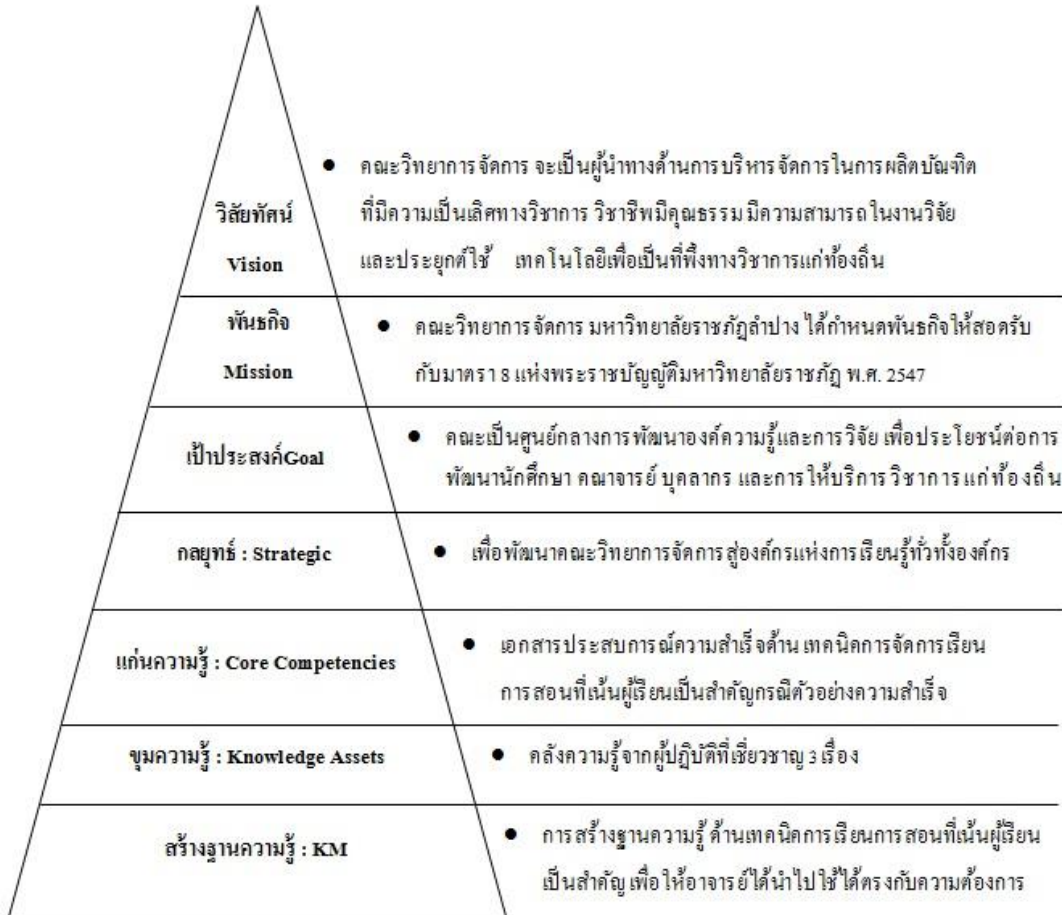 วิสัยทัศน์
Vision
● คณะวิทยาการจัดการ จะเป็นผู้นำทางด้านการบริหารจัดการในการผลิตบัณฑิต
ที่มีความเป็นเลิศทางวิชาการ วิชาชีพมีคุณธรรม มีความสามารถในงานวิจัย
และประยุกต์ใช้ เทคโนโลยีเพื่อเป็นที่พึ่งทางวิชาการแก่ท้องถิ่น
พันธกิจ
Mission
● คณะวิทยาการจัดการ มหาวิทยาลัยราชภัฏลำปาง ได้กำหนดพันธกิจให้สอดรับ
กับมาตรา 8 แห่งพระราชบัญญัติมหาวิทยาลัยราชภัฏ พ.ศ. 2547
เป้าประสงค์Goal
● คณะเป็นศูนย์กลางการพัฒนาองค์ความรู้และการวิจัย เพื่อประโยชน์ต่อการ
พัฒนานักศึกษา คณาจารย์ บุคลากร และการให้บริการวิชาการแก่ท้องถิ่น
กลยุทธ์ : Strategic
● เพื่อพัฒนาคณะวิทยาการจัดการสู่องค์กรแห่งการเรียนรู้ทั่วทั้งองค์กร
แก่นความรู้ : Core Competencies
● เอกสารประสบการณ์ความสำเร็จด้าน เทคนิคการจัดการเรียน
การสอนที่เน้นผู้เรียนเป็นสำคัญกรณีตัวอย่างความสำเร็จ
ขุมความรู้ : Knowledge Assets
● คลังความรู้จากผู้ปฏิบัติที่เชี่ยวชาญ 3 เรื่อง
สร้างฐานความรู้ : KM
● การสร้างฐานความรู้ ด้านเทคนิคการเรียนการสอนที่เน้นผู้เรียน
เป็นสำคัญ เพื่อให้อาจารย์ได้นำไปใช้ได้ตรงกับความต้องการ